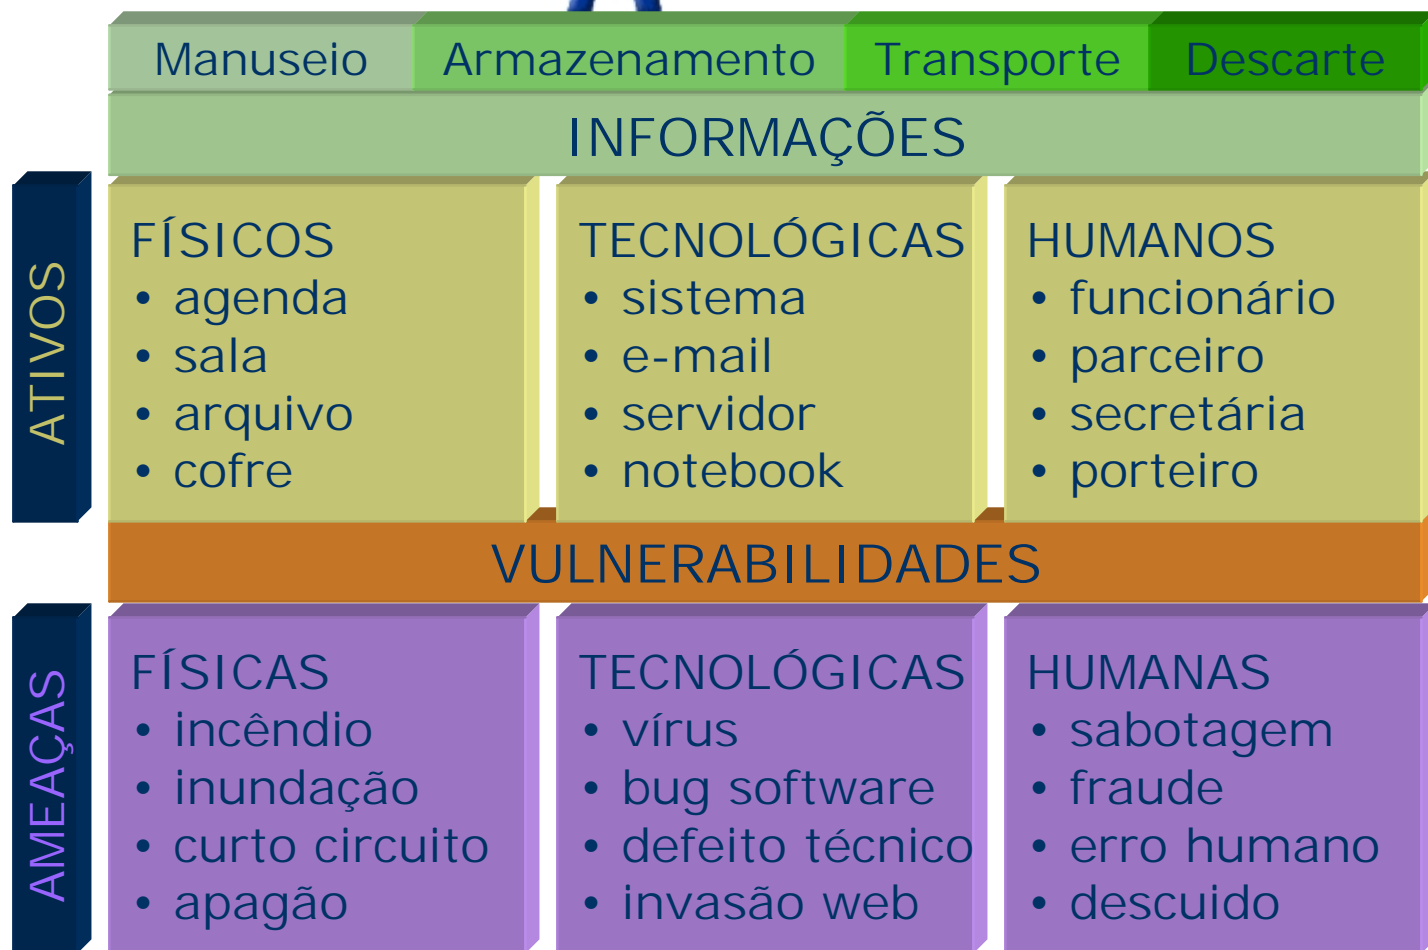 Manuseio Armazenamento Transporte Descarte
INFORMAÇÕES
ATIVOS
FÍSICOS
• agenda
• sala
• arquivo
• cofre
TECNOLÓGICAS
• sistema
• e-mail
• servidor
• notebook
HUMANOS
• funcionário
• parceiro
• secretária
• porteiro
VULNERABILIDADES
AMEAÇAS
FÍSICAS
• incêndio
• inundação
• curto circuito
• apagão
TECNOLÓGICAS
• vírus
• bug software
• defeito técnico
• invasão web
HUMANAS
• sabotagem
• fraude
• erro humano
• descuido